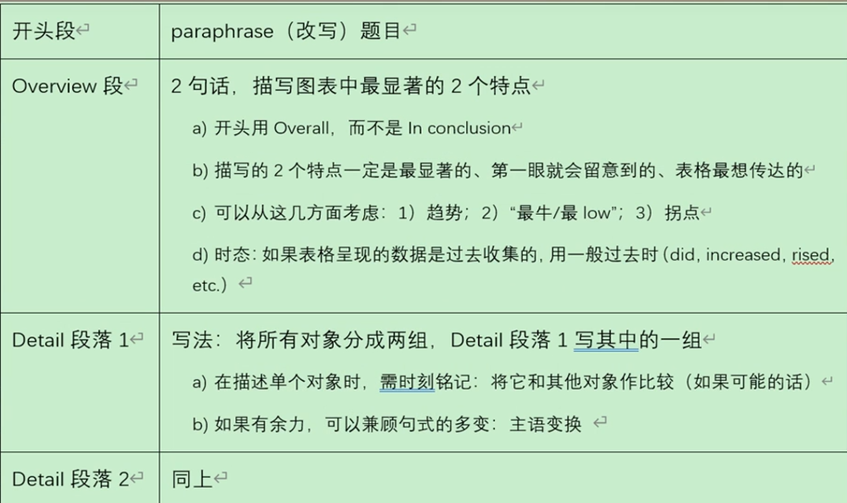 开头段
paraphrase（改写）题目
Overview 段
2 句话，描写图表中最显著的 2 个特点
a) 开头用 Overall，而不是 In conclusion
b) 描写的 2 个特点一定是最显著的、第一眼就会留意到的、表格最想传达的
c) 可以从这几方面考虑：1）趋势；2）“最牛/最 low”；3）拐点
d) 时态：如果表格呈现的数据是过去收集的, 用一般过去时（did, increased, rised,
etc.）
Detail 段落 1
写法：将所有对象分成两组，Detail 段落 1 写其中的一组
a) 在描述单个对象时，需时刻铭记：将它和其他对象作比较（如果可能的话）
b) 如果有余力，可以兼顾句式的多变：主语变换
Detail 段落 2
同上